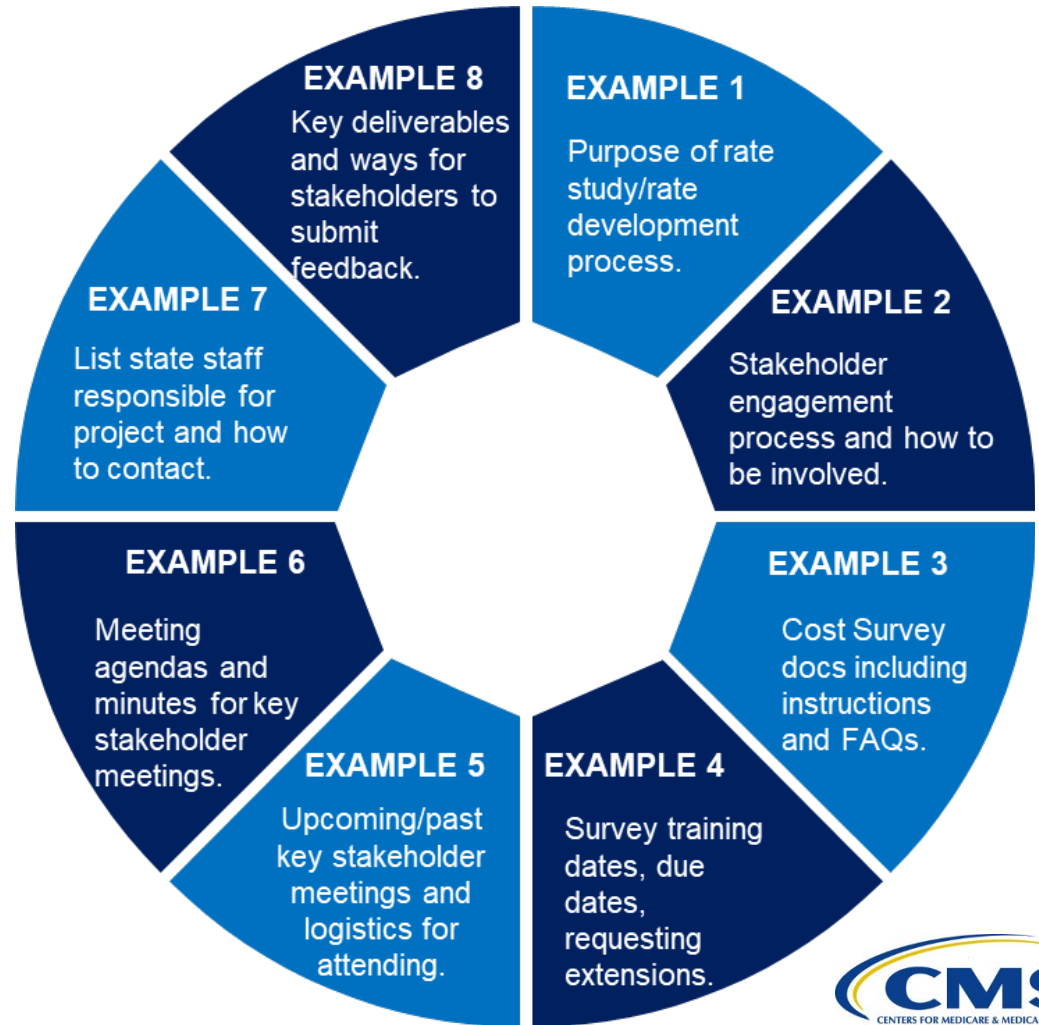 EXAMPLE 1
Purpose of rate
study/rate
development
process.
EXAMPLE 2
Stakeholder
engagement
process and how to
be involved.
EXAMPLE 3
Cost Survey
docs including
instructions
and FAQs.
EXAMPLE 4
Survey training
dates, due
dates,
requesting
extensions.
EXAMPLE 5
Upcoming/past
key stakeholder
meetings and
logistics for
attending.
EXAMPLE 6
Meeting
agendas and
minutes for key
stakeholder
meetings.
EXAMPLE 7
List state staff
responsible for
project and how
to contact.
EXAMPLE 8
Key deliverables
and ways for
stakeholders to
submit
feedback.
CMS
CENTERS FOR MEDICARE & MEDICA